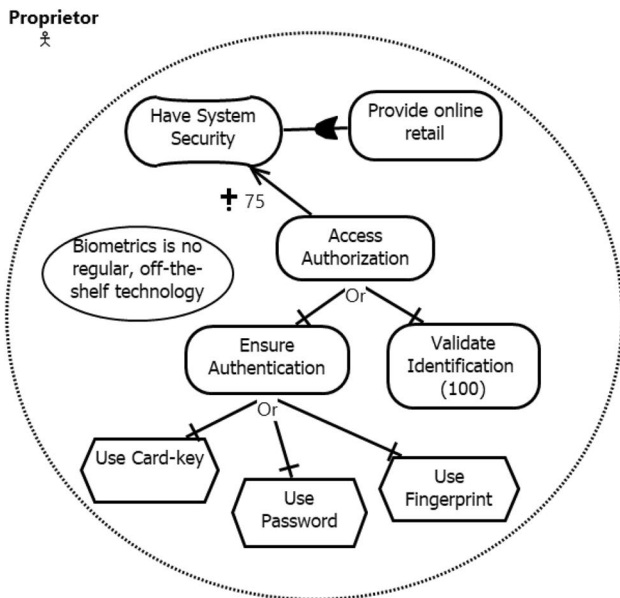 Proprietor
Have System
Security
Provide online
retail
75
Access
Authorization
Biometrics is no
regular, off-the-
shelf technology
Or
Ensure
Authentication
Validate
Identification
(100)
Or
Use Card-key
Use
Password
Use
Fingerprint